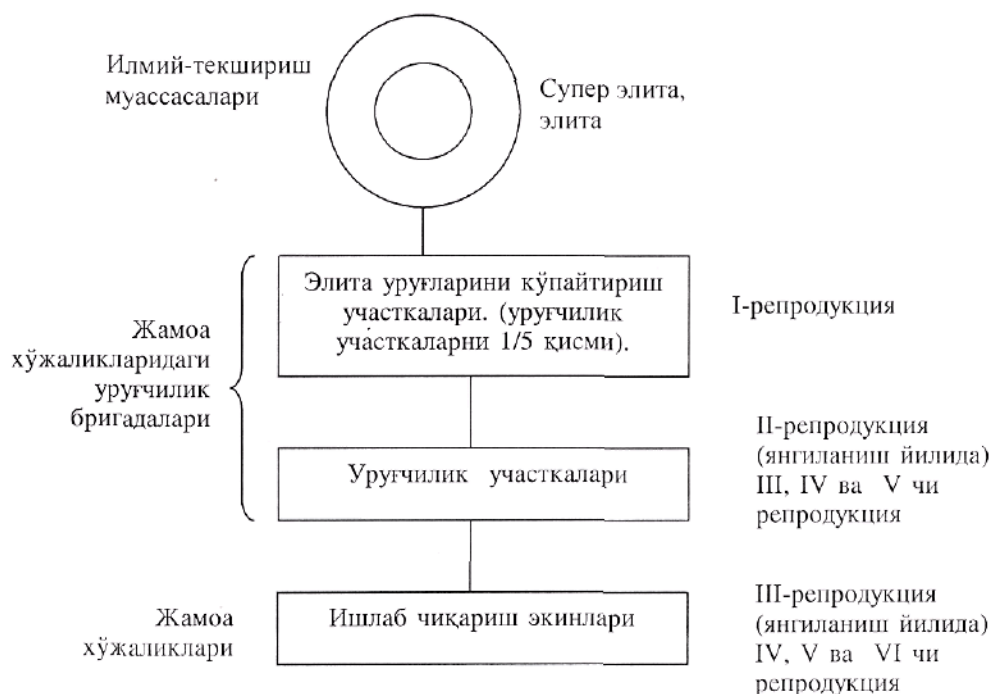 Илмий-текшириш
муассасалари
Супер элита,
элита
Элита уруғларини кўпайтириш
участкалари. (уруғчилик
участкаларни 1/5 қисми).
I-репродукция
Жамоа
хўжаликларидаги
уруғчилик
бригадалари
Уруғчилик участкалари
II-репродукция
(янгиланиш йилида)
III, IV ва V чи
репродукция
Жамоа
хўжаликлари
Ишлаб чиқариш экинлари
III-репродукция
(янгиланиш йилида)
IV, V ва VI чи
репродукция